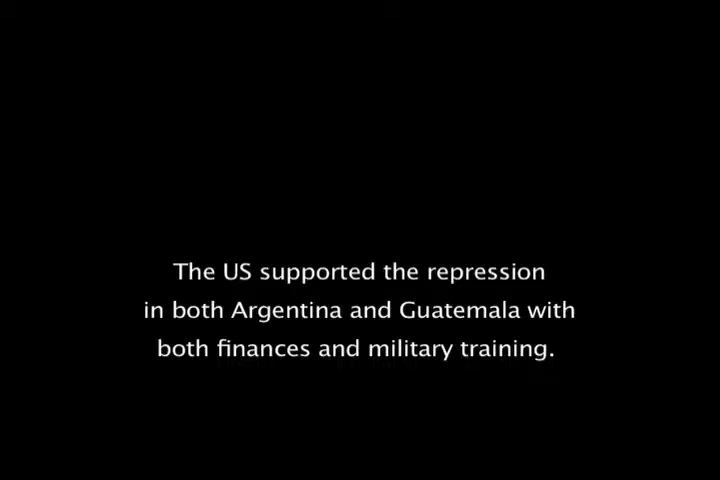 The US supported the repression
in both Argentina and Guatemala with
both finances and military training.